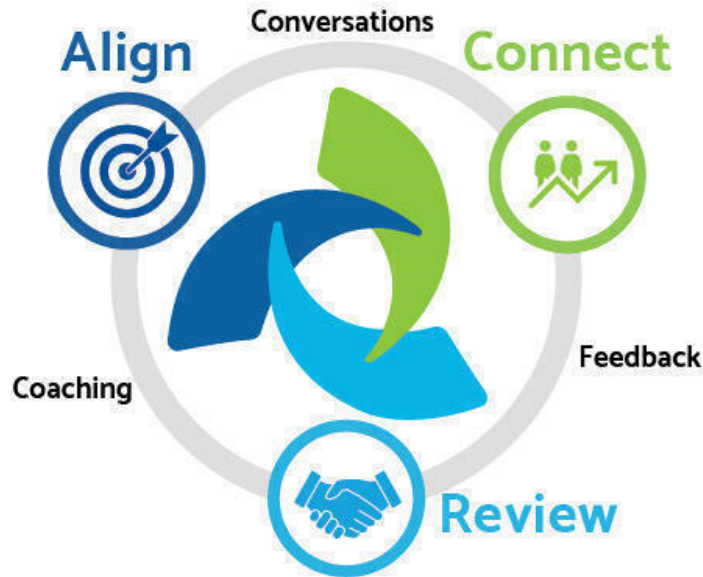 Conversations
Align
Connect
Feedback
Coaching
Review